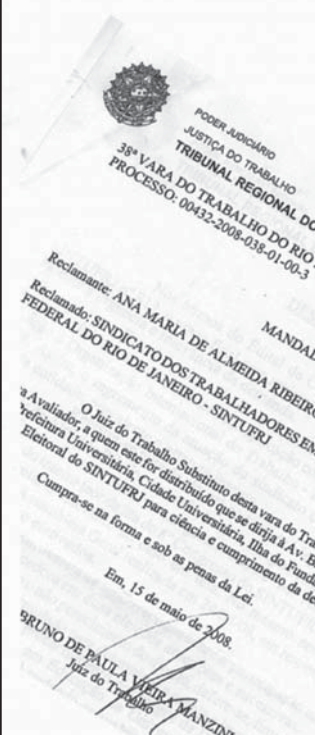 PODER JUDICIÁRIO
JUSTIÇA DO TRABALHO
TRIBUNAL REGIONAL DO
38ª VARA DO TRABALHO DO RIO
PROCESSO: 00432-2008-038-01-00-3
MANDA
Reclamante: ANA MARIA DE ALMEIDA RIBEIRO
Reclamado: SINDICATO DOS TRABALHADORES EM
FEDERAL DO RIO DE JANEIRO - SINTUFRJ
O Juiz do Trabalho Substituto desta vara do Tra
a Avaliador, a quem este for distribuído que se dirija à Av. B
Prefeitura Universitária, Cidade Universitária, Ilha do Fund
Eleitoral do SINTUFRJ para ciência e cumprimento da de
Cumpra-se na forma e sob as penas da Lei.
Em, 15 de maio de 2008.
BRUNO DE PAULA VIEIRA MANZINI
Juiz do Trabalho